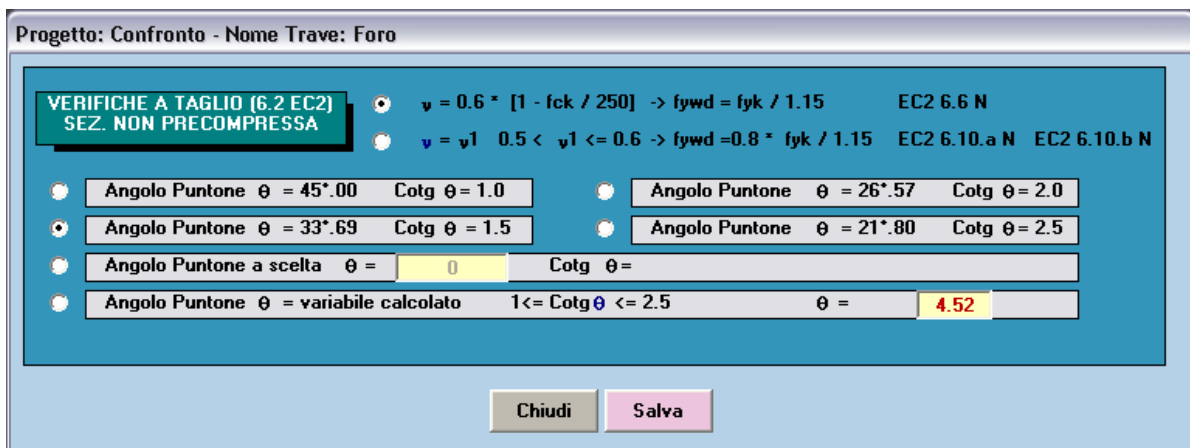 Progetto: Confronto - Nome Trave: Foro
VERIFICHE A TAGLIO (6.2 EC2)
SEZ. NON PRECOMPRESSA
ν = 0.6 * [1 - fck / 250] -> fywd = fyk / 1.15 EC2 6.6 N
ν = ν1 0.5 < ν1 <= 0.6 -> fywd =0.8 * fyk / 1.15 EC2 6.10.a N EC2 6.10.b N
Angolo Puntone θ = 45°.00 Cotg θ = 1.0
Angolo Puntone θ = 26°.57 Cotg θ = 2.0
Angolo Puntone θ = 33°.69 Cotg θ = 1.5
Angolo Puntone θ = 21°.80 Cotg θ = 2.5
Angolo Puntone a scelta θ = 0 Cotg θ =
Angolo Puntone θ = variabile calcolato 1<= Cotg θ <= 2.5 θ = 4.52
Chiudi Salva